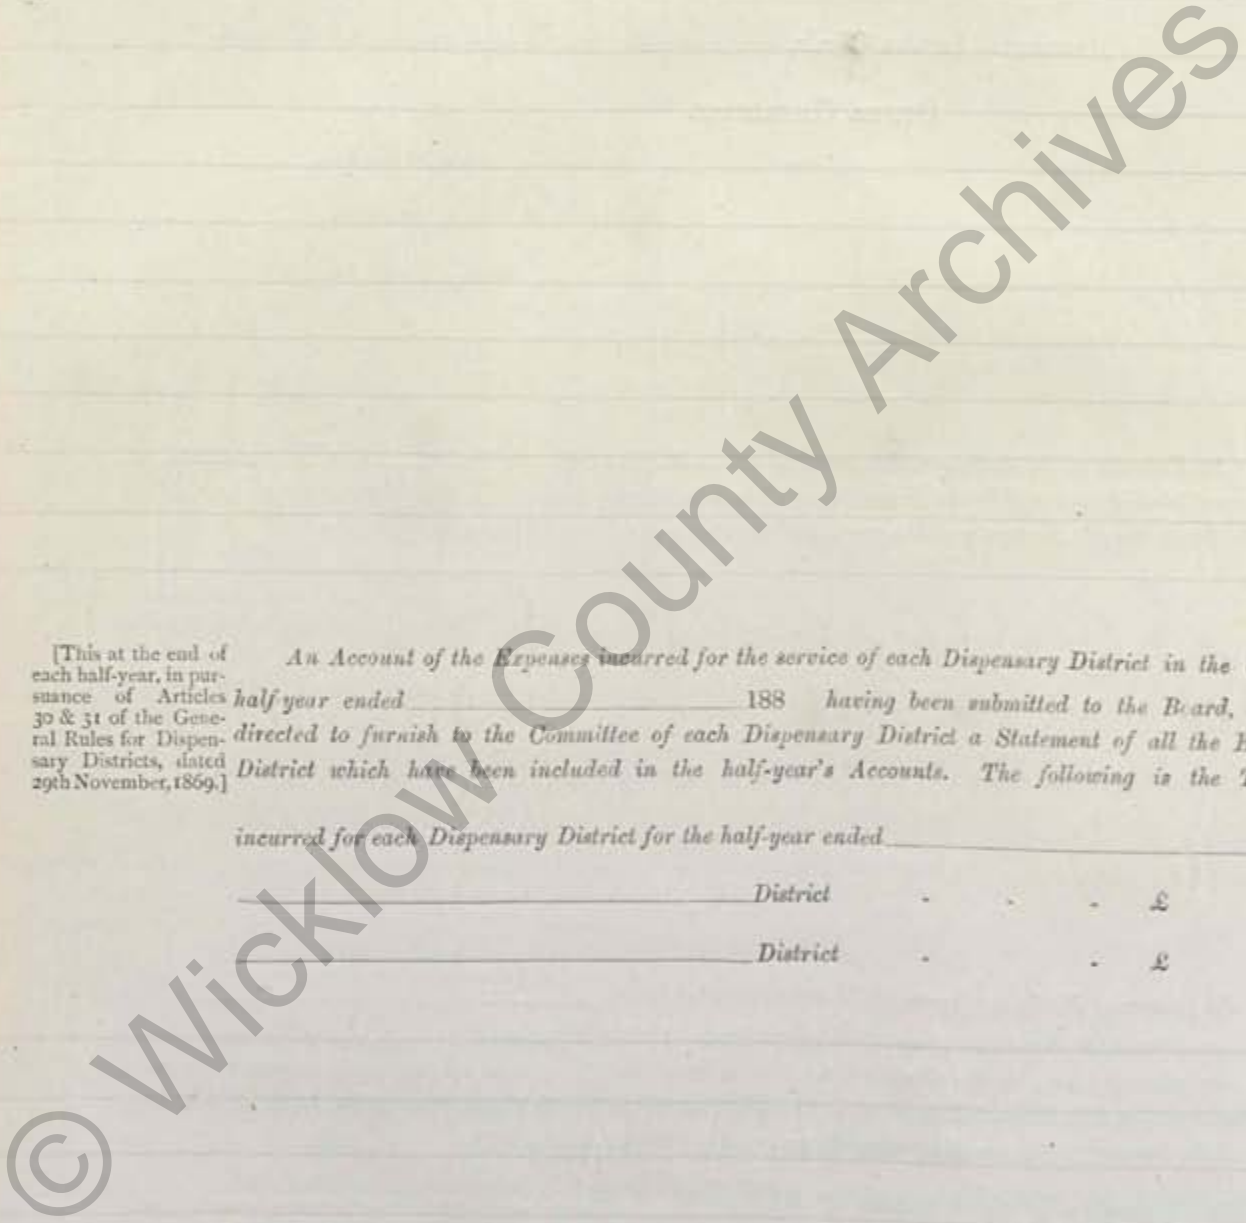 [This at the end of
each half-year, in pur-
suance of Articles
30 & 31 of the Gene-
ral Rules for Dispen-
sary Districts, dated
29th November, 1869.]
An Account of the Expenses incurred for the service of each Dispensary District in the
half-year ended 188 having been submitted to the Board,
directed to furnish to the Committee of each Dispensary District a Statement of all the
District which have been included in the half-year's Accounts. The following is the
incurred for each Dispensary District for the half-year ended
District - - - £
District - - £
© Wicklow County Archives